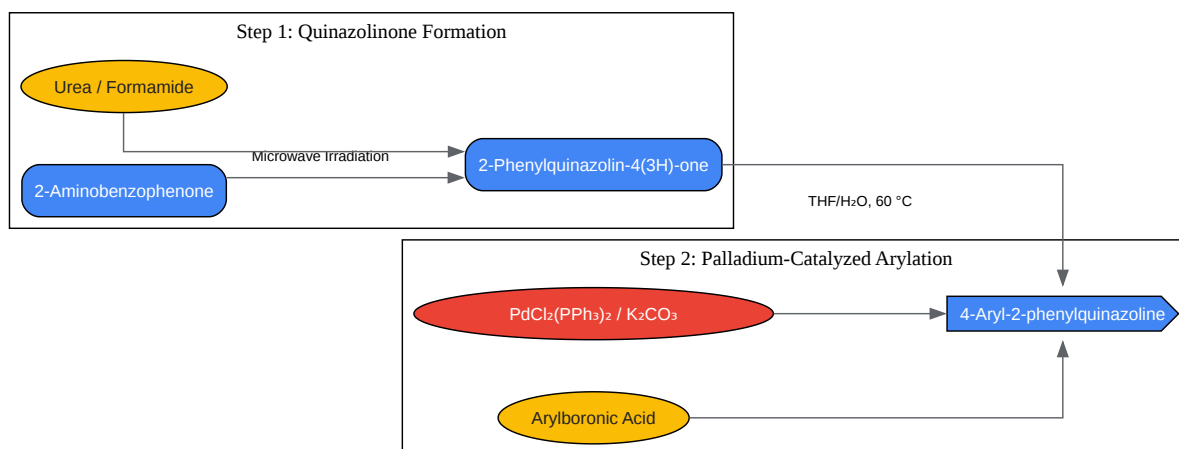 Step 1: Quinazolinone Formation
Urea / Formamide
Microwave Irradiation
2-Aminobenzophenone
2-Phenylquinazolin-4(3H)-one
THF/H₂O, 60 °C
Step 2: Palladium-Catalyzed Arylation
PdCl₂(PPh₃)₂ / K₂CO₃
4-Aryl-2-phenylquinazoline
Arylboronic Acid